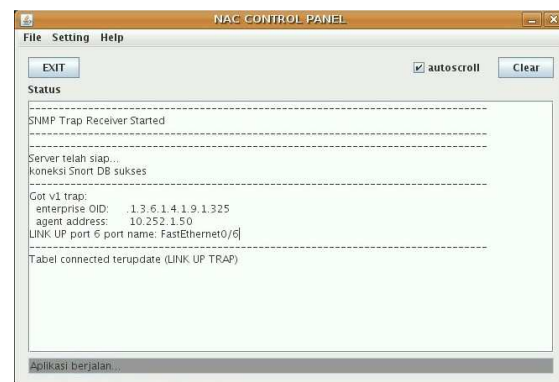 NAC CONTROL PANEL
File Setting Help
EXIT
autoscroll
Clear
Status
------------------------------------------------------------
SNMP Trap Receiver Started
------------------------------------------------------------
------------------------------------------------------------
Server telah siap...
koneksi Snort DB sukses
------------------------------------------------------------
Got v1 trap:
enterprise OID: .1.3.6.1.4.1.9.1.325
agent address: 10.252.1.50
LINK UP port 6 port name: FastEthernet0/6
------------------------------------------------------------
Tabel connected terupdate (LINK UP TRAP)
Aplikasi berjalan...